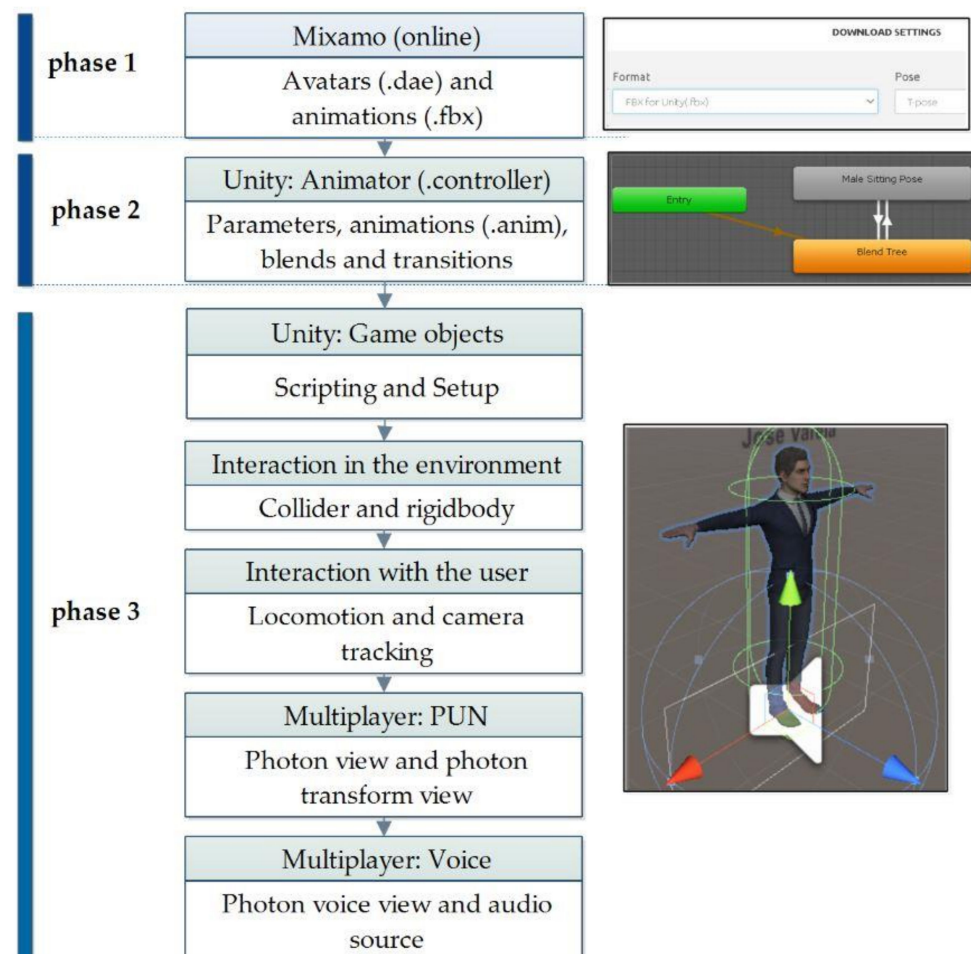 phase 1
Mixamo (online)
Avatars (.dae) and
animations (.fbx)
DOWNLOAD SETTINGS
Format
Pose
FBX for Unity(.fbx)
T-pose
phase 2
Unity: Animator (.controller)
Parameters, animations (.anim),
blends and transitions
Entry
Male Sitting Pose
Blend Tree
phase 3
Unity: Game objects
Scripting and Setup
Interaction in the environment
Collider and rigidbody
Interaction with the user
Locomotion and camera
tracking
Multiplayer: PUN
Photon view and photon
transform view
Multiplayer: Voice
Photon voice view and audio
source
Jose Varela